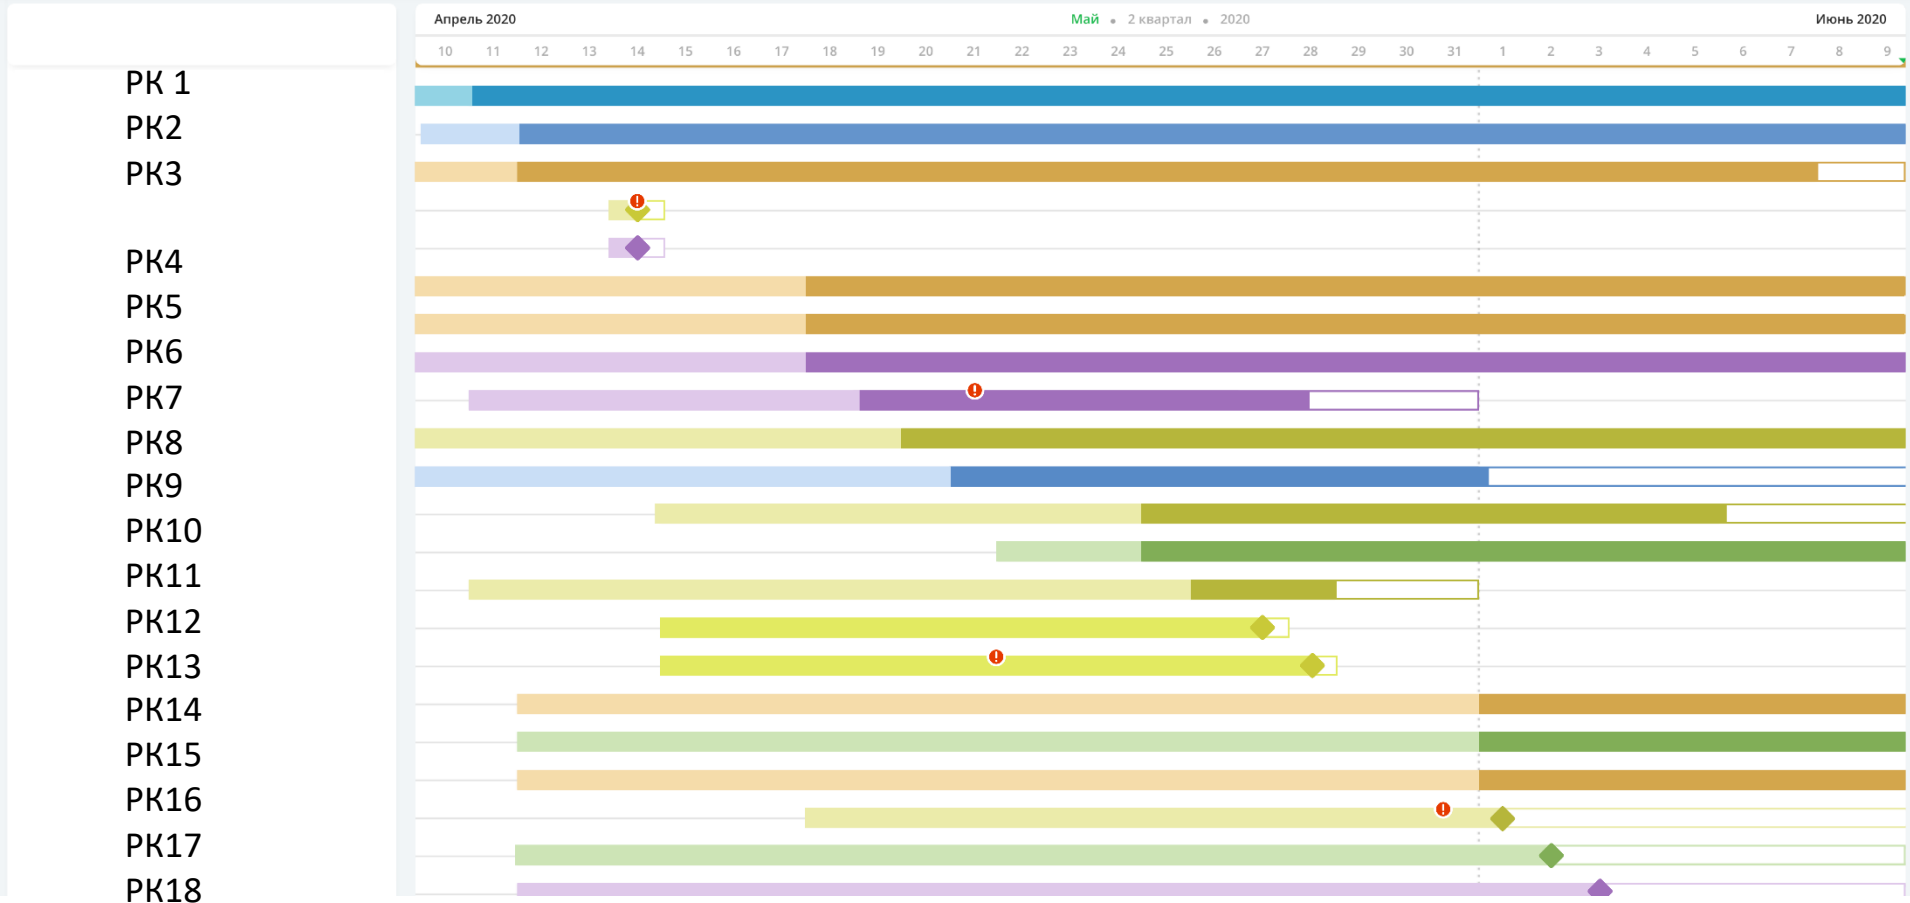 Апрель 2020 Май • 2 квартал • 2020 Июнь 2020
10 11 12 13 14 15 16 17 18 19 20 21 22 23 24 25 26 27 28 29 30 31 1 2 3 4 5 6 7 8 9
РК 1
РК2
РК3
!
РК4
РК5
РК6
РК7
!
РК8
РК9
РК10
РК11
РК12
РК13
!
РК14
РК15
РК16
!
РК17
РК18